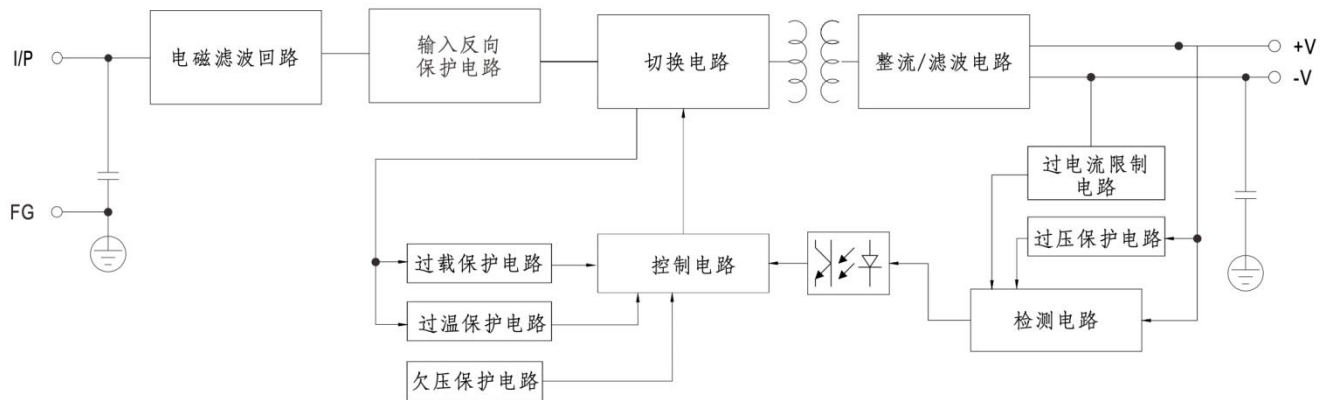 I/P
电磁滤波回路
输入反向
保护电路
切换电路
整流/滤波电路
+V
-V
过电流限制
电路
FG
过压保护电路
过载保护电路
控制电路
检测电路
过温保护电路
欠压保护电路